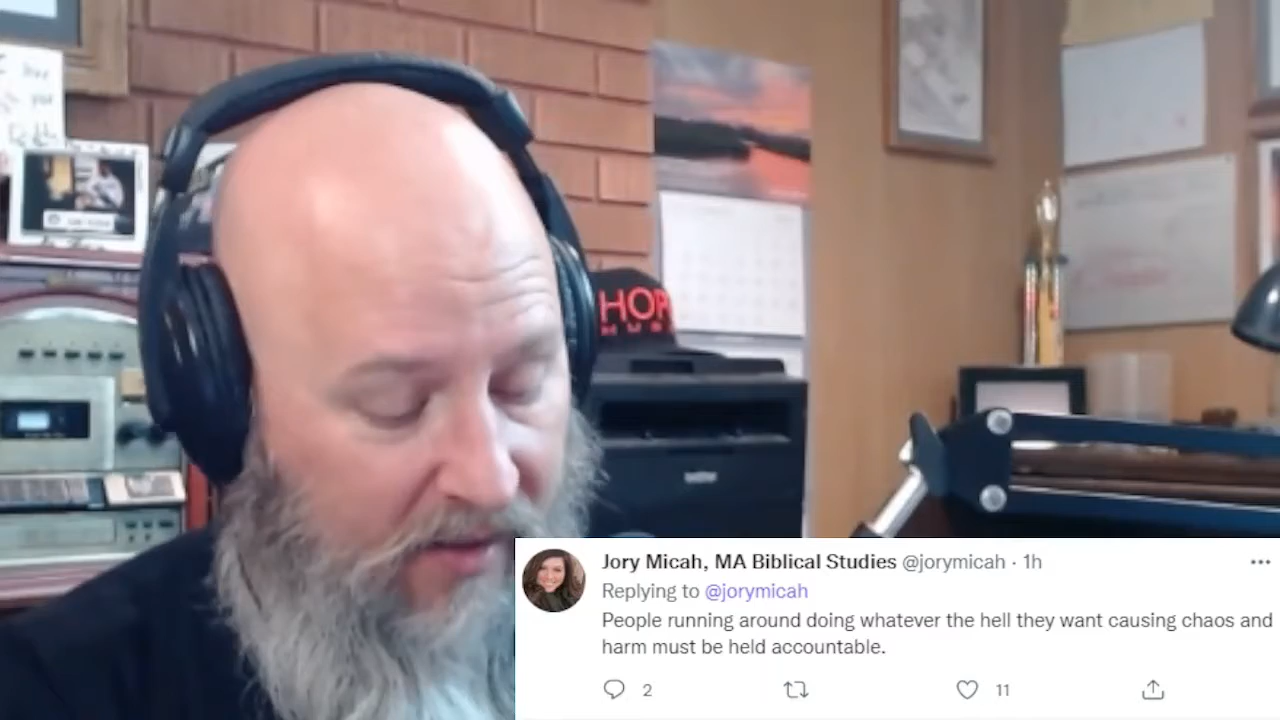 HOP
brother
Jory Micah, MA Biblical Studies @jorymicah · 1h
Replying to @jorymicah
People running around doing whatever the hell they want causing chaos and
harm must be held accountable.
2
11